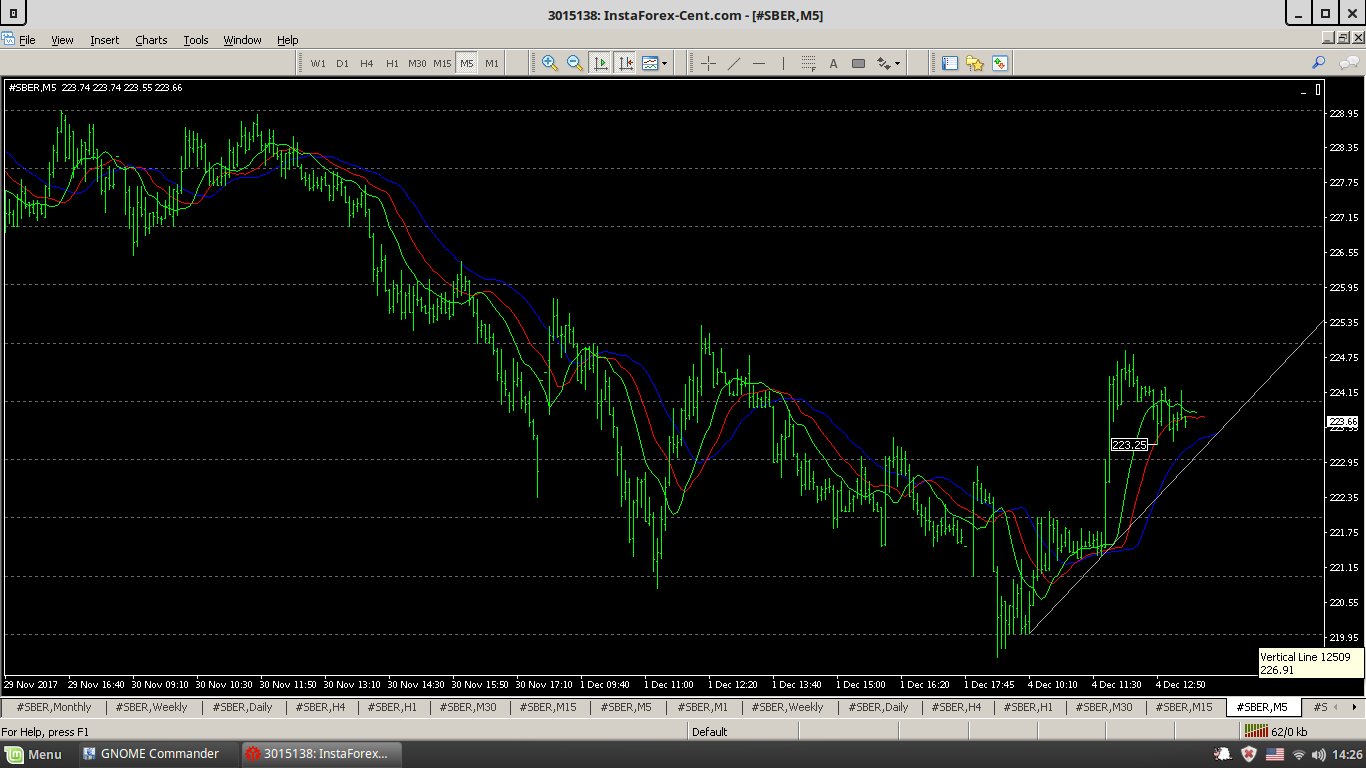 3015138: InstaForex-Cent.com - [#SBER,M5]
File View Insert Charts Tools Window Help
W1 D1 H4 H1 M30 M15 M5 M1 A
#SBER,M5 223.74 223.74 223.55 223.66
228.95
228.35
227.75
227.15
226.55
225.95
225.35
224.75
224.15
223.66
223.25
222.95
222.35
221.75
221.15
220.55
219.95
Vertical Line 12509
226.91
29 Nov 2017 29 Nov 16:40 30 Nov 09:10 30 Nov 10:30 30 Nov 11:50 30 Nov 13:10 30 Nov 14:30 30 Nov 15:50 30 Nov 17:10 1 Dec 09:40 1 Dec 11:00 1 Dec 12:20 1 Dec 13:40 1 Dec 15:00 1 Dec 16:20 1 Dec 17:45 4 Dec 10:10 4 Dec 11:30 4 Dec 12:50
#SBER,Monthly #SBER,Weekly #SBER,Daily #SBER,H4 #SBER,H1 #SBER,M30 #SBER,M15 #SBER,M5 #SBER,M1 #SBER,Weekly #SBER,Daily #SBER,H4 #SBER,H1 #SBER,M30 #SBER,M15 #SBER,M5 #S
For Help, press F1 Default 62/0 kb
Menu GNOME Commander 3015138: InstaForex... 14:26